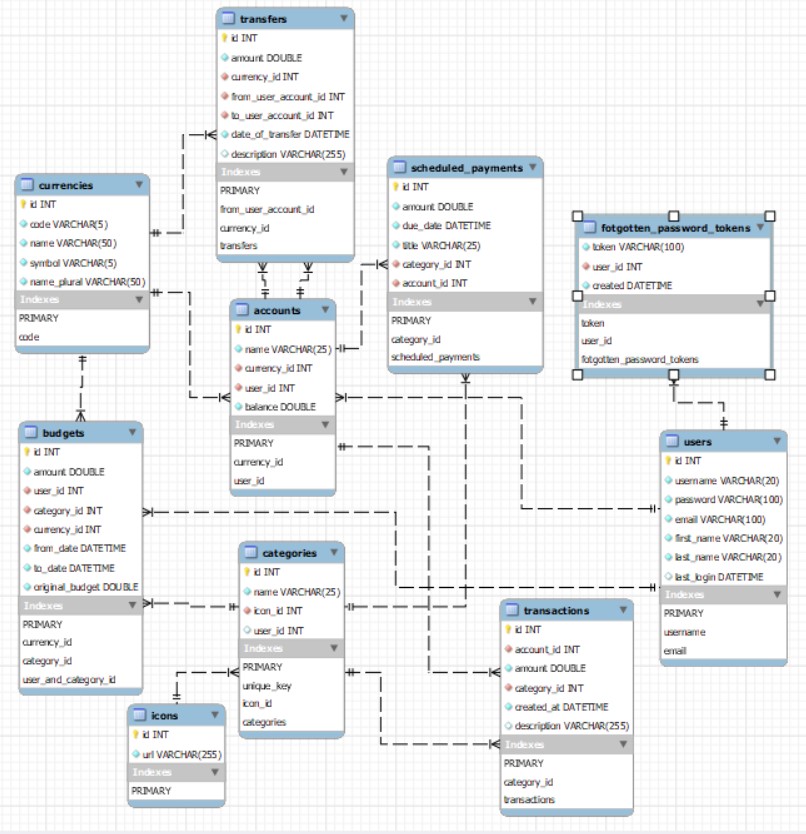 transfers
id INT
amount DOUBLE
currency_id INT
from_user_account_id INT
to_user_account_id INT
date_of_transfer DATETIME
description VARCHAR(255)
Indexes
PRIMARY
from_user_account_id
currency_id
transfers
currencies
id INT
code VARCHAR(5)
name VARCHAR(50)
symbol VARCHAR(5)
name_plural VARCHAR(50)
Indexes
PRIMARY
code
scheduled_payments
id INT
amount DOUBLE
due_date DATETIME
title VARCHAR(25)
category_id INT
account_id INT
Indexes
PRIMARY
category_id
scheduled_payments
fotgotten_password_tokens
token VARCHAR(100)
user_id INT
created DATETIME
Indexes
token
user_id
fotgotten_password_tokens
accounts
id INT
name VARCHAR(25)
currency_id INT
user_id INT
balance DOUBLE
Indexes
PRIMARY
currency_id
user_id
budgets
id INT
amount DOUBLE
user_id INT
category_id INT
currency_id INT
from_date DATETIME
to_date DATETIME
original_budget DOUBLE
Indexes
PRIMARY
currency_id
category_id
user_and_category_id
users
id INT
username VARCHAR(20)
password VARCHAR(100)
email VARCHAR(100)
first_name VARCHAR(20)
last_name VARCHAR(20)
last_login DATETIME
Indexes
PRIMARY
username
email
categories
id INT
name VARCHAR(25)
icon_id INT
user_id INT
Indexes
PRIMARY
unique_key
icon_id
categories
transactions
id INT
account_id INT
amount DOUBLE
category_id INT
created_at DATETIME
description VARCHAR(255)
Indexes
PRIMARY
category_id
transactions
icons
id INT
url VARCHAR(255)
Indexes
PRIMARY